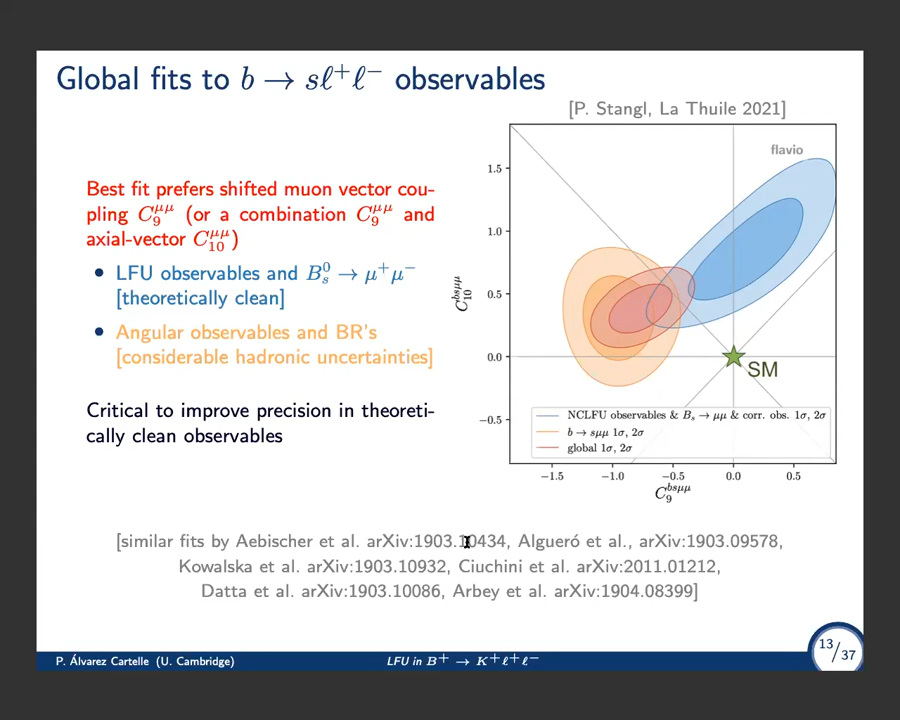 Global fits to b → sℓ⁺ℓ⁻ observables
[P. Stangl, La Thuile 2021]
Best fit prefers shifted muon vector cou-
pling C₉^μμ (or a combination C₉^μμ and
axial-vector C₁₀^μμ)
• LFU observables and B_s⁰ → μ⁺μ⁻
[theoretically clean]
• Angular observables and BR's
[considerable hadronic uncertainties]
Critical to improve precision in theoreti-
cally clean observables
flavio
1.5
1.0
0.5
0.0
−0.5
C₁₀^bsμμ
SM
NCLFU observables & B_s → μμ & corr. obs. 1σ, 2σ
b → sμμ 1σ, 2σ
global 1σ, 2σ
−1.5 −1.0 −0.5 0.0 0.5
C₉^bsμμ
[similar fits by Aebischer et al. arXiv:1903.10434, Algueró et al., arXiv:1903.09578,
Kowalska et al. arXiv:1903.10932, Ciuchini et al. arXiv:2011.01212,
Datta et al. arXiv:1903.10086, Arbey et al. arXiv:1904.08399]
P. Álvarez Cartelle (U. Cambridge) LFU in B⁺ → K⁺ℓ⁺ℓ⁻ 13/37